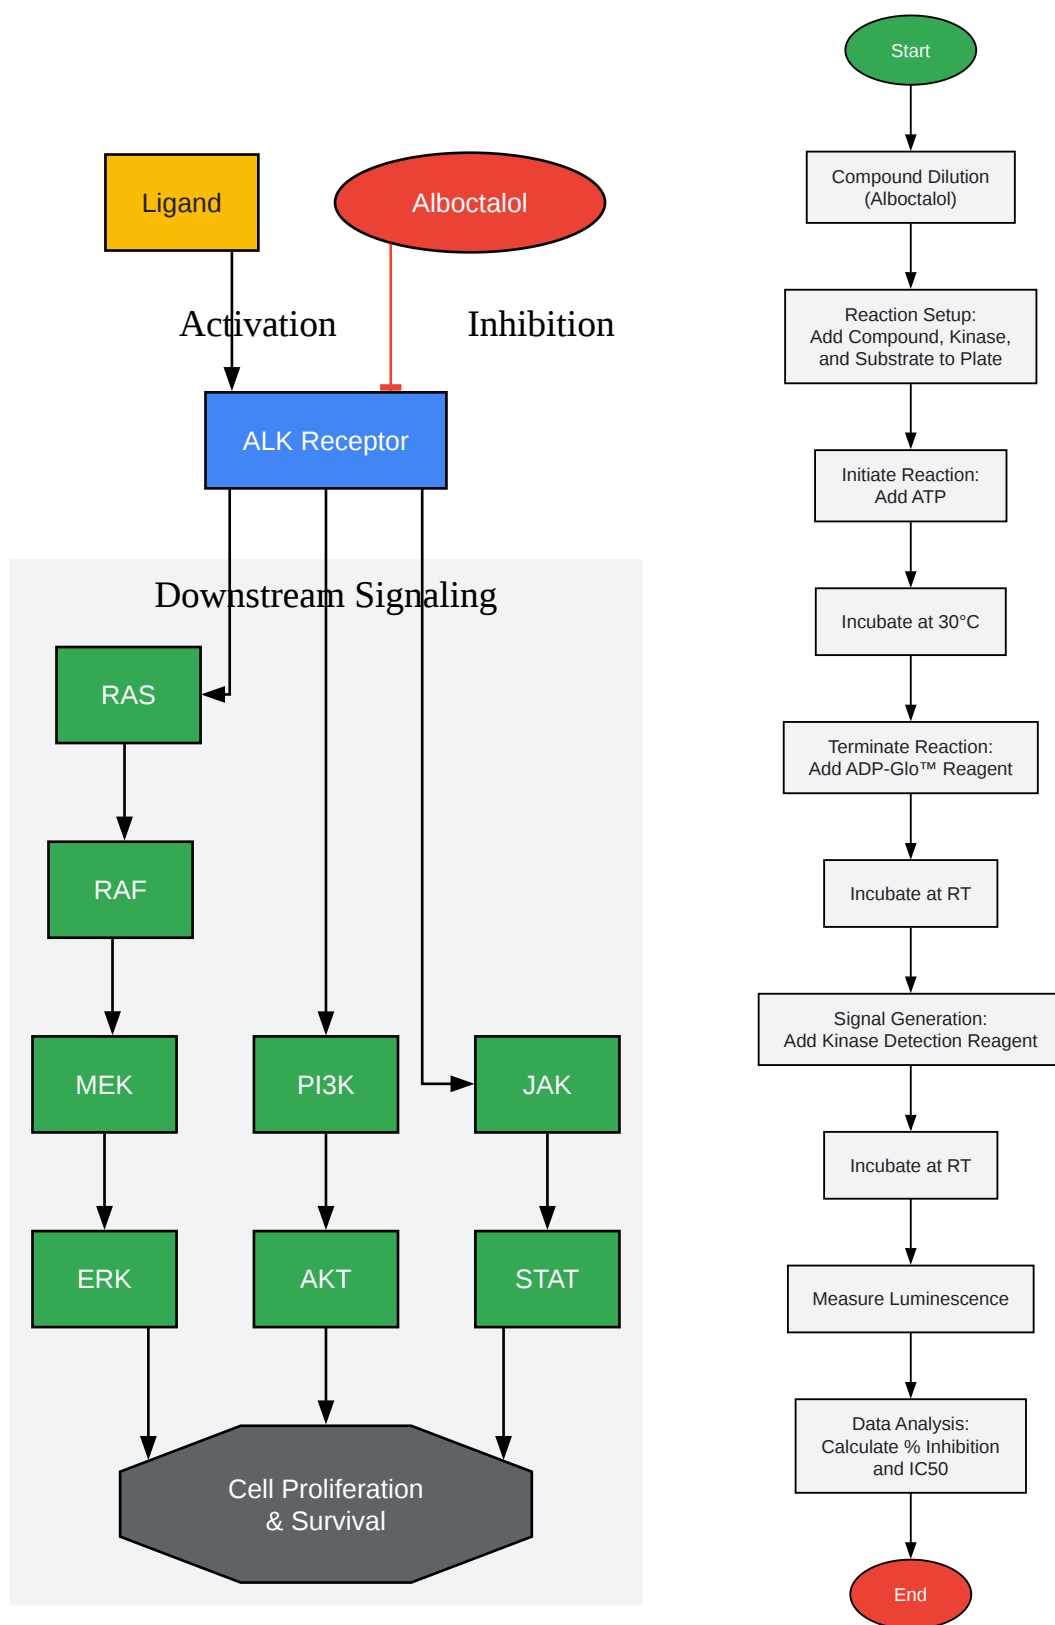 Ligand
Alboctalol
Activation
Inhibition
ALK Receptor
Downstream Signaling
RAS
RAF
MEK
PI3K
JAK
ERK
AKT
STAT
Cell Proliferation
& Survival
Start
Compound Dilution
(Alboctalol)
Reaction Setup:
Add Compound, Kinase,
and Substrate to Plate
Initiate Reaction:
Add ATP
Incubate at 30°C
Terminate Reaction:
Add ADP-Glo™ Reagent
Incubate at RT
Signal Generation:
Add Kinase Detection Reagent
Incubate at RT
Measure Luminescence
Data Analysis:
Calculate % Inhibition
and IC50
End